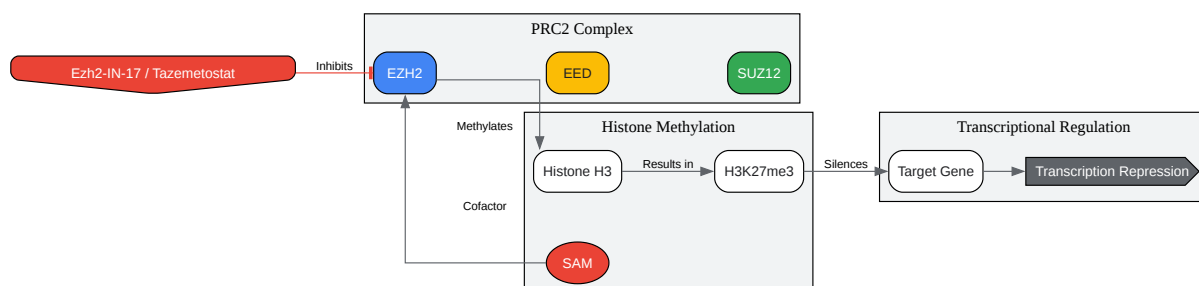 PRC2 Complex
Ezh2-IN-17 / Tazemetostat
Inhibits
EZH2
EED
SUZ12
Methylates
Histone Methylation
Transcriptional Regulation
Histone H3
Results in
H3K27me3
Silences
Target Gene
Transcription Repression
Cofactor
SAM